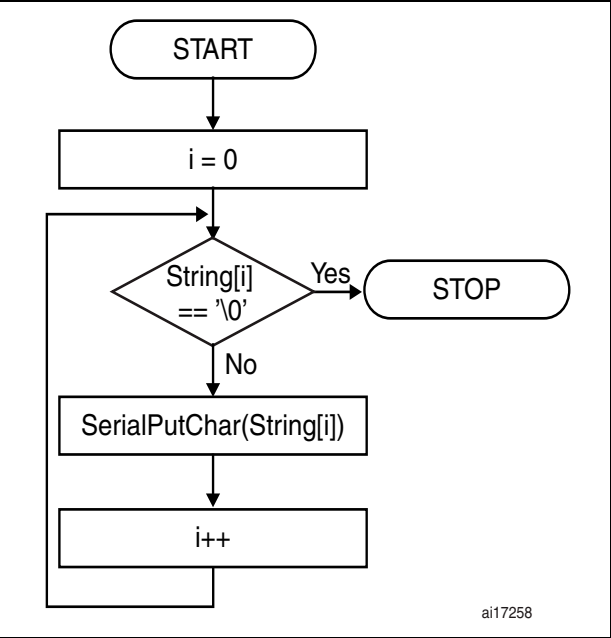 START
i = 0
String[i]
== '\0'
Yes
STOP
No
SerialPutChar(String[i])
i++
ai17258